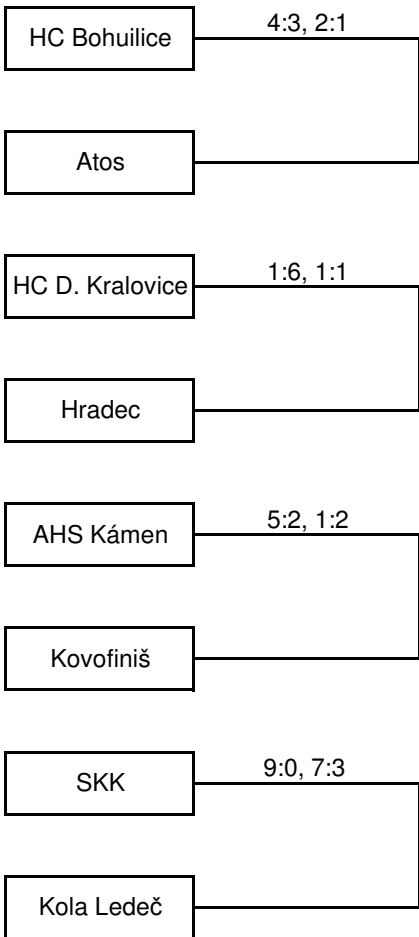 HC Bohuilice
4:3, 2:1
Atos
HC D. Kralovice
1:6, 1:1
Hradec
AHS Kámen
5:2, 1:2
Kovofiniš
SKK
9:0, 7:3
Kola Ledeč